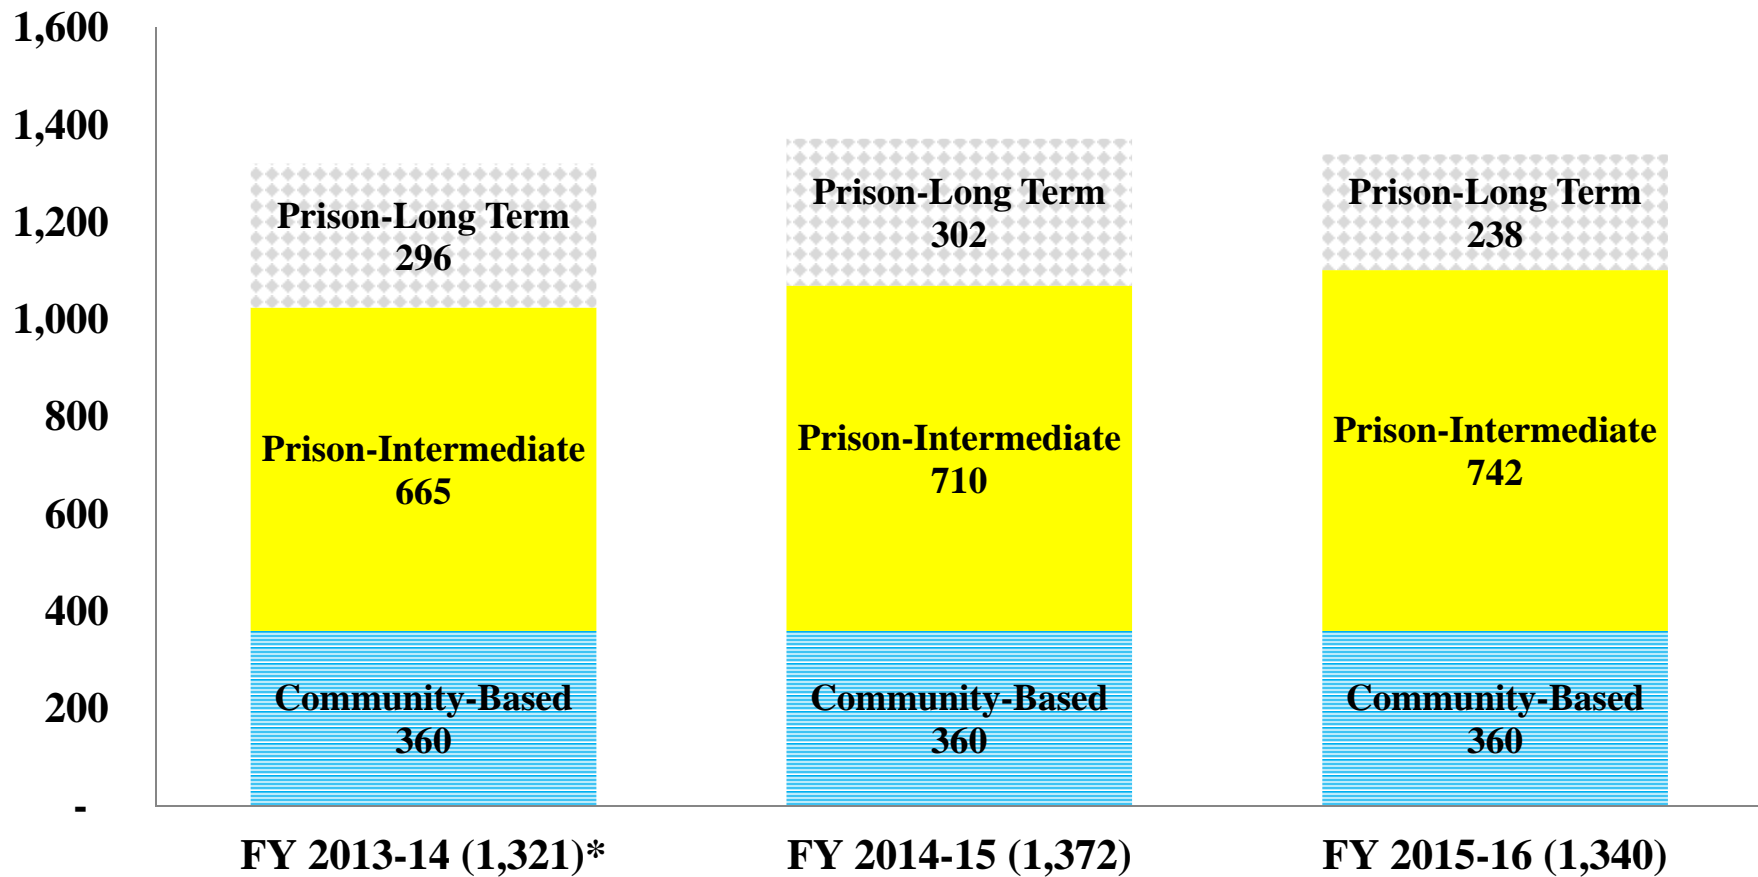 1,600
1,400
1,200
1,000
800
600
400
200
-
Prison-Long Term
296
Prison-Intermediate
665
Community-Based
360
Prison-Long Term
302
Prison-Intermediate
710
Community-Based
360
Prison-Long Term
238
Prison-Intermediate
742
Community-Based
360
FY 2013-14 (1,321)*
FY 2014-15 (1,372)
FY 2015-16 (1,340)